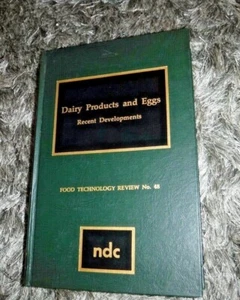 Dairy Products and Eggs
Recent Developments
FOOD TECHNOLOGY REVIEW No. 48
ndc